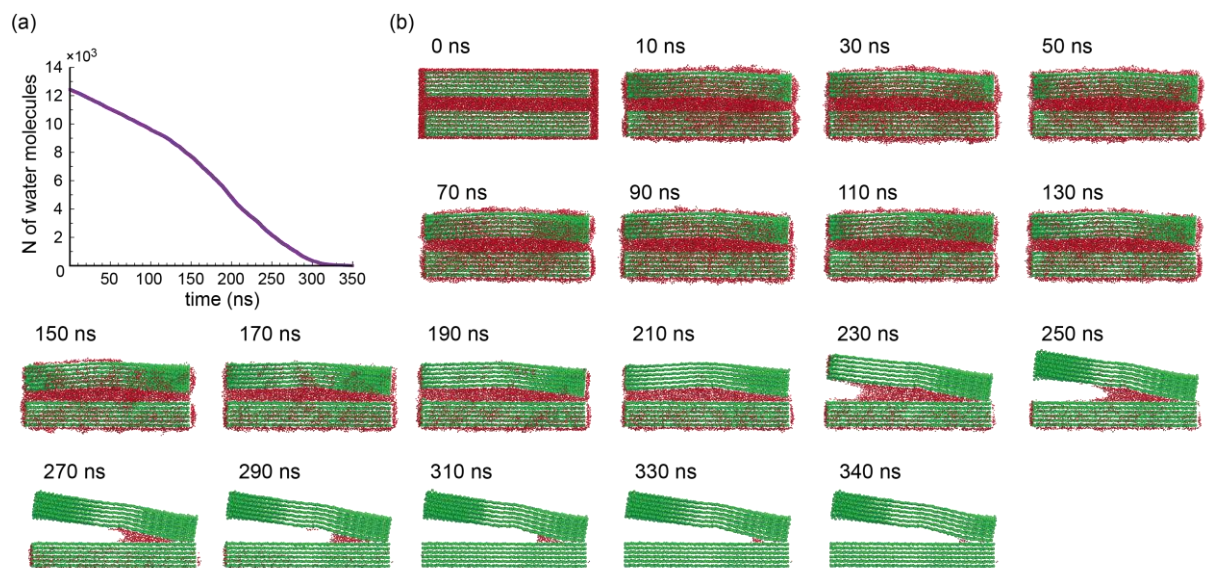 (a)
×10³
14
12
10
8
6
4
2
0
50 100 150 200 250 300 350
time (ns)
N of water molecules
(b)
0 ns 10 ns 30 ns 50 ns
70 ns 90 ns 110 ns 130 ns
150 ns 170 ns 190 ns 210 ns 230 ns 250 ns
270 ns 290 ns 310 ns 330 ns 340 ns